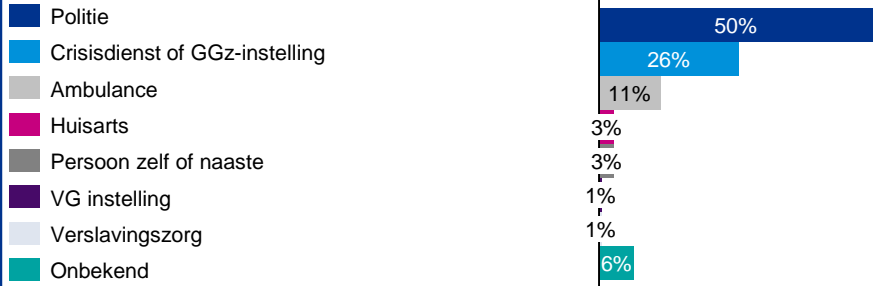 Politie 50%
Crisisdienst of GGz-instelling 26%
Ambulance 11%
Huisarts 3%
Persoon zelf of naaste 3%
VG instelling 1%
Verslavingszorg 1%
Onbekend 6%